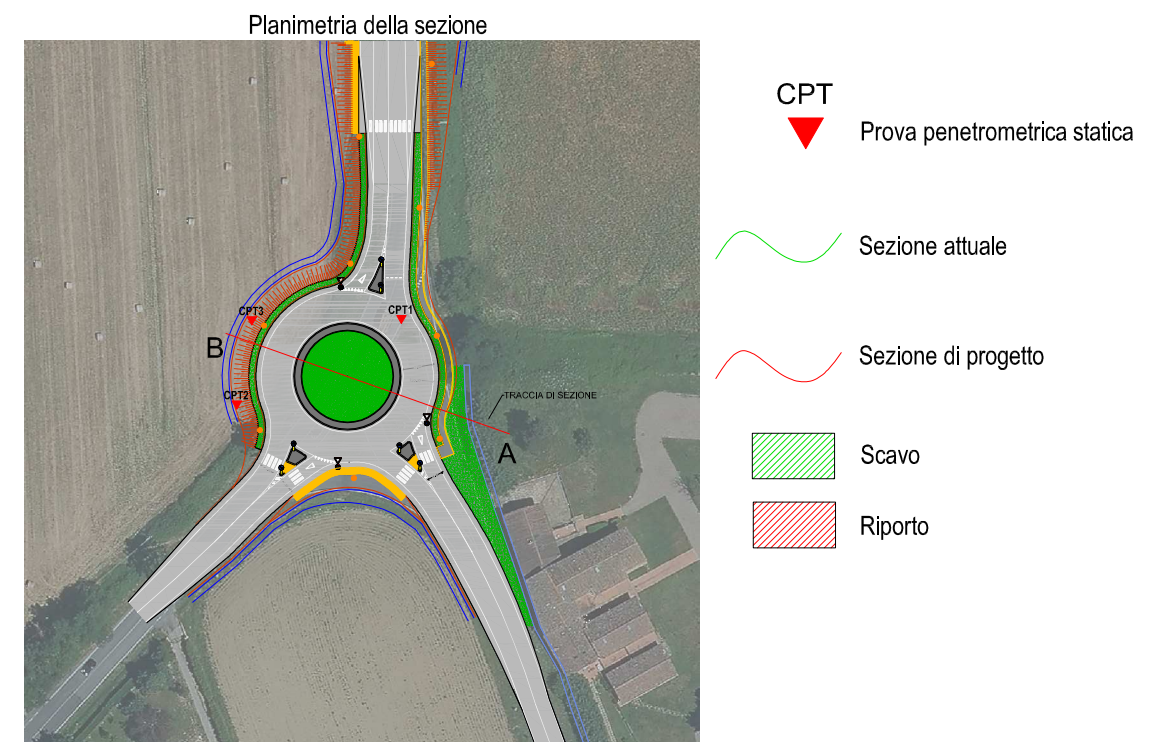 Planimetria della sezione
CPT
Prova penetrometrica statica
Sezione attuale
CPT3
CPT1
B
Sezione di progetto
CPT2
TRACCIA DI SEZIONE
A
Scavo
Riporto